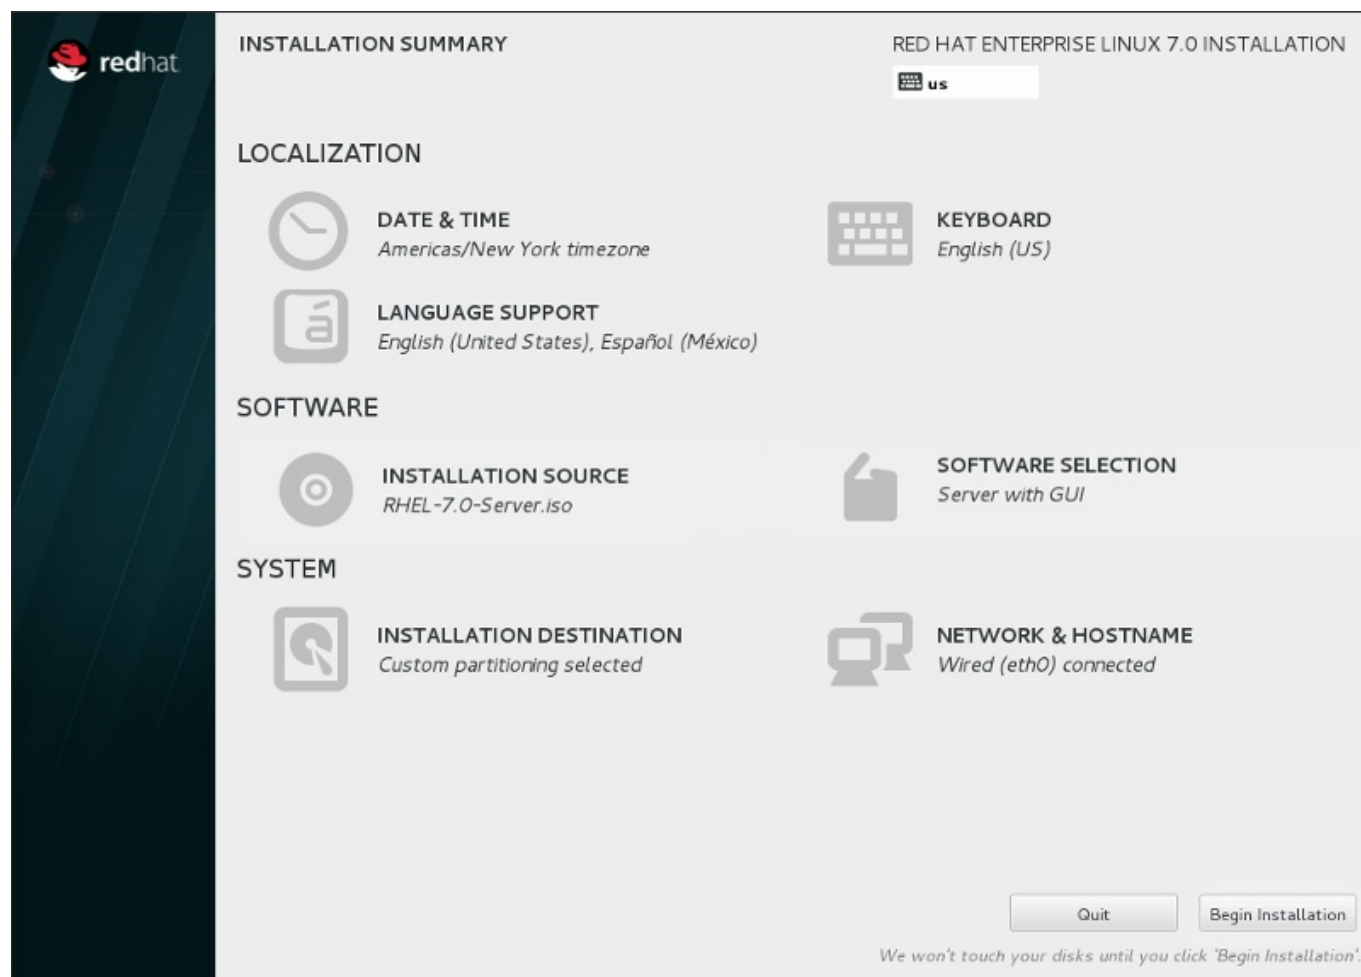 redhat
INSTALLATION SUMMARY
RED HAT ENTERPRISE LINUX 7.0 INSTALLATION
us
LOCALIZATION
DATE & TIME
Americas/New York timezone
KEYBOARD
English (US)
á
LANGUAGE SUPPORT
English (United States), Español (México)
SOFTWARE
INSTALLATION SOURCE
RHEL-7.0-Server.iso
SOFTWARE SELECTION
Server with GUI
SYSTEM
INSTALLATION DESTINATION
Custom partitioning selected
NETWORK & HOSTNAME
Wired (eth0) connected
Quit
Begin Installation
We won't touch your disks until you click 'Begin Installation'.